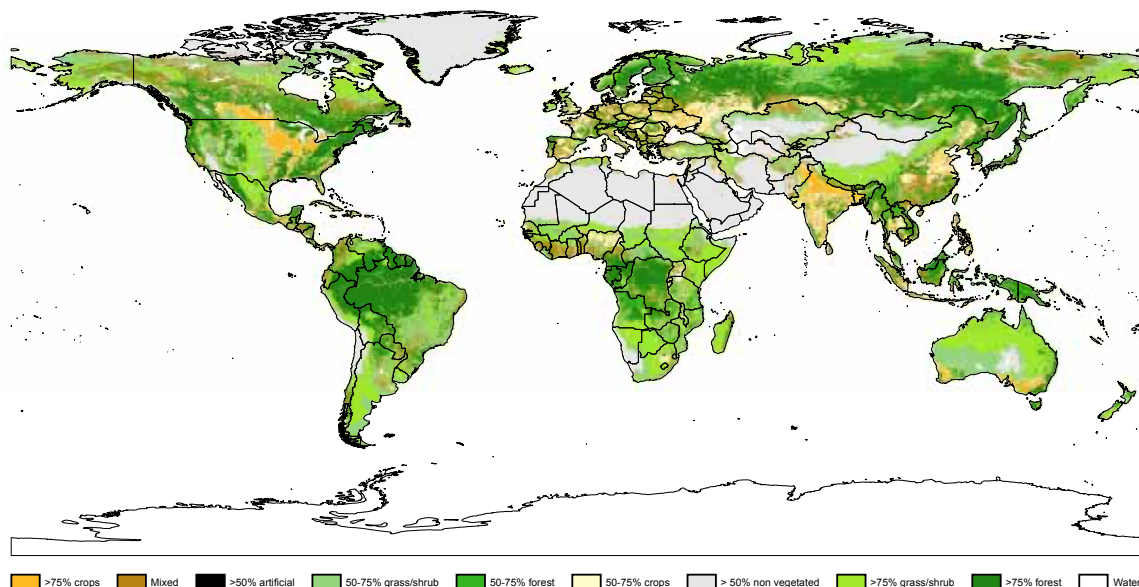 >75% crops Mixed >50% artificial 50-75% grass/shrub 50-75% forest 50-75% crops > 50% non vegetated >75% grass/shrub >75% forest Water